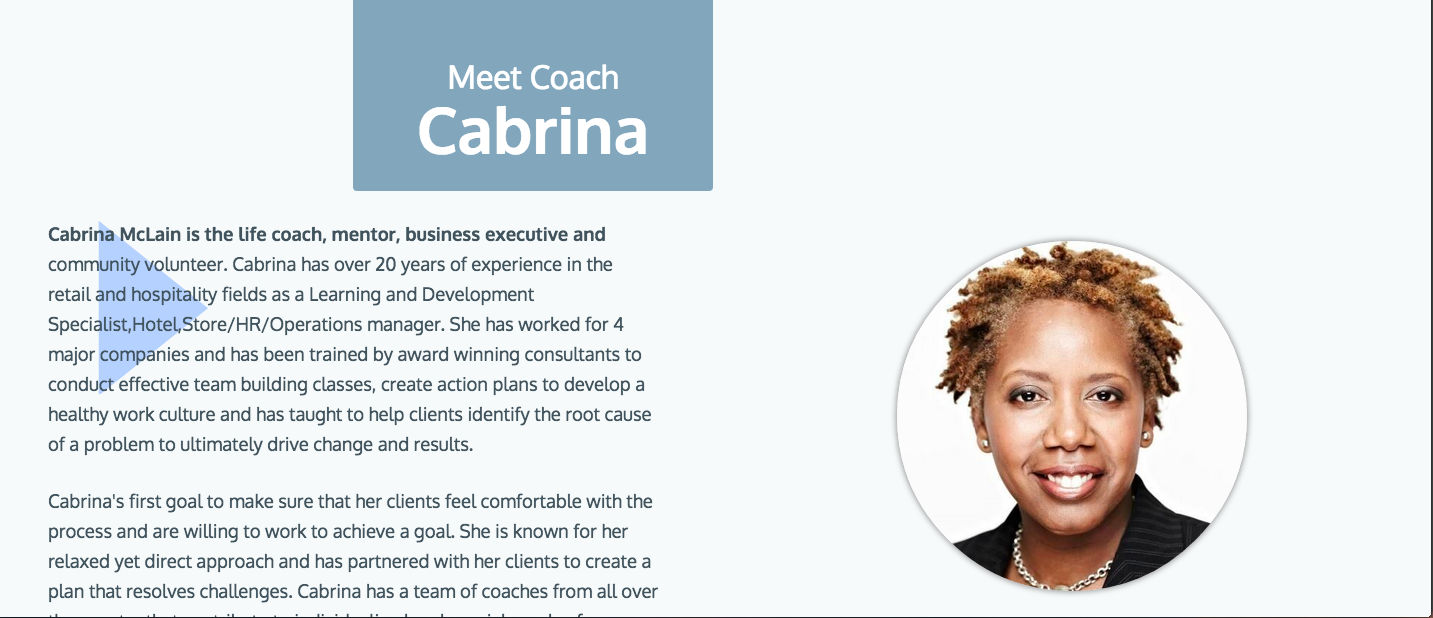 Meet Coach
Cabrina
Cabrina McLain is the life coach, mentor, business executive and
community volunteer. Cabrina has over 20 years of experience in the
retail and hospitality fields as a Learning and Development
Specialist,Hotel,Store/HR/Operations manager. She has worked for 4
major companies and has been trained by award winning consultants to
conduct effective team building classes, create action plans to develop a
healthy work culture and has taught to help clients identify the root cause
of a problem to ultimately drive change and results.
Cabrina's first goal to make sure that her clients feel comfortable with the
process and are willing to work to achieve a goal. She is known for her
relaxed yet direct approach and has partnered with her clients to create a
plan that resolves challenges. Cabrina has a team of coaches from all over